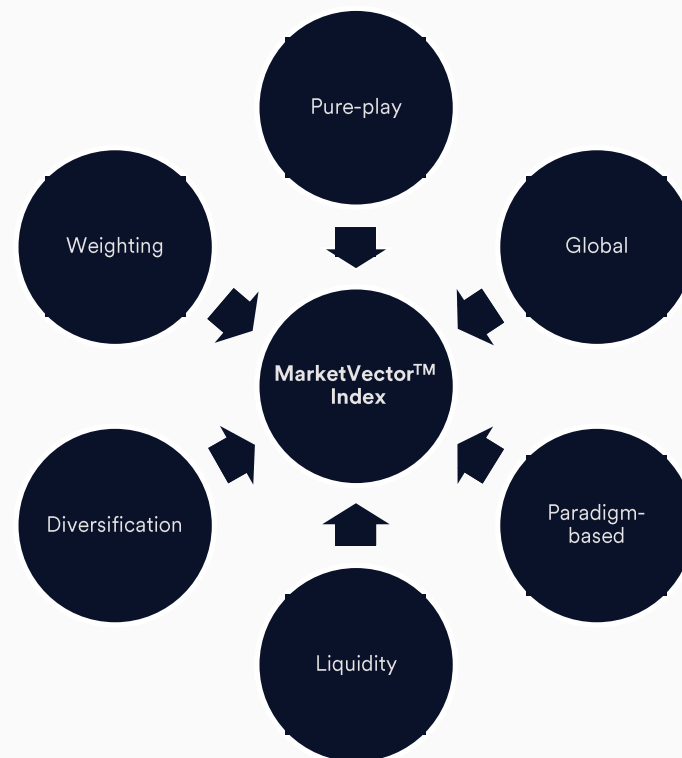 Pure-play
Weighting
Global
MarketVector™
Index
Diversification
Paradigm-
based
Liquidity